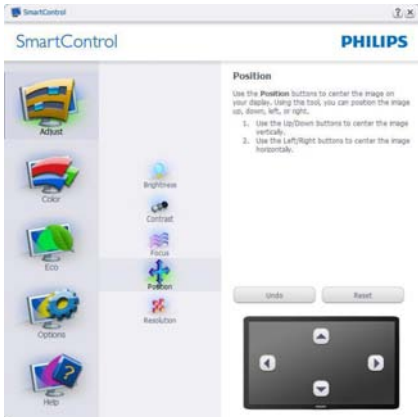 SmartControl
SmartControl
PHILIPS
Adjust
Color
Eco
Options
Help
Brightness
Contrast
Focus
Position
Resolution
Position
Use the Position buttons to center the image on
your display. Using the tool, you can position the image
up, down, left, or right.
1. Use the Up/Down buttons to center the image
vertically.
2. Use the Left/Right buttons to center the image
horizontally.
Undo
Reset